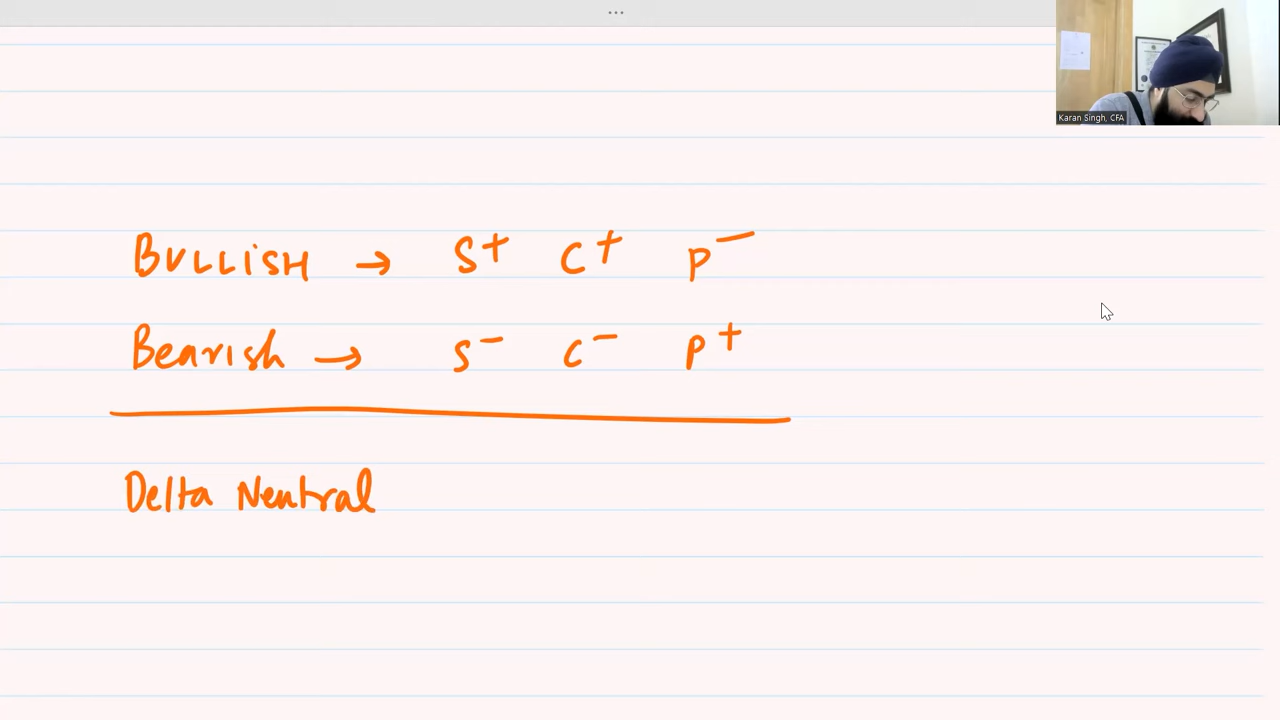 Karan Singh, CFA
BULLISH → S⁺ C⁺ P⁻
Bearish → S⁻ C⁻ P⁺
Delta Neutral